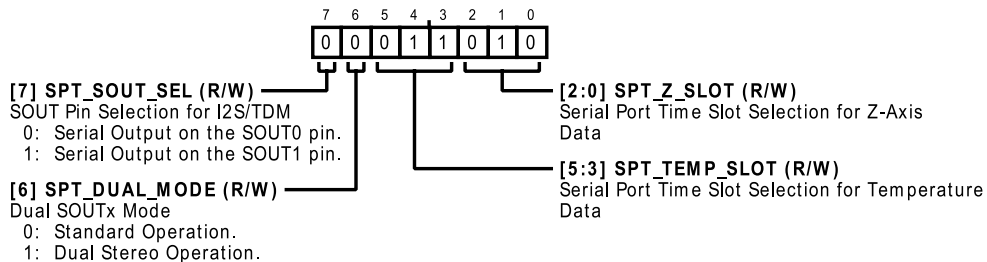 7 6 5 4 3 2 1 0
0 0 0 1 1 0 1 0
[7] SPT_SOUT_SEL (R/W)
SOUT Pin Selection for I2S/TDM
0: Serial Output on the SOUT0 pin.
1: Serial Output on the SOUT1 pin.
[6] SPT_DUAL_MODE (R/W)
Dual SOUTx Mode
0: Standard Operation.
1: Dual Stereo Operation.
[2:0] SPT_Z_SLOT (R/W)
Serial Port Time Slot Selection for Z-Axis
Data
[5:3] SPT_TEMP_SLOT (R/W)
Serial Port Time Slot Selection for Temperature
Data